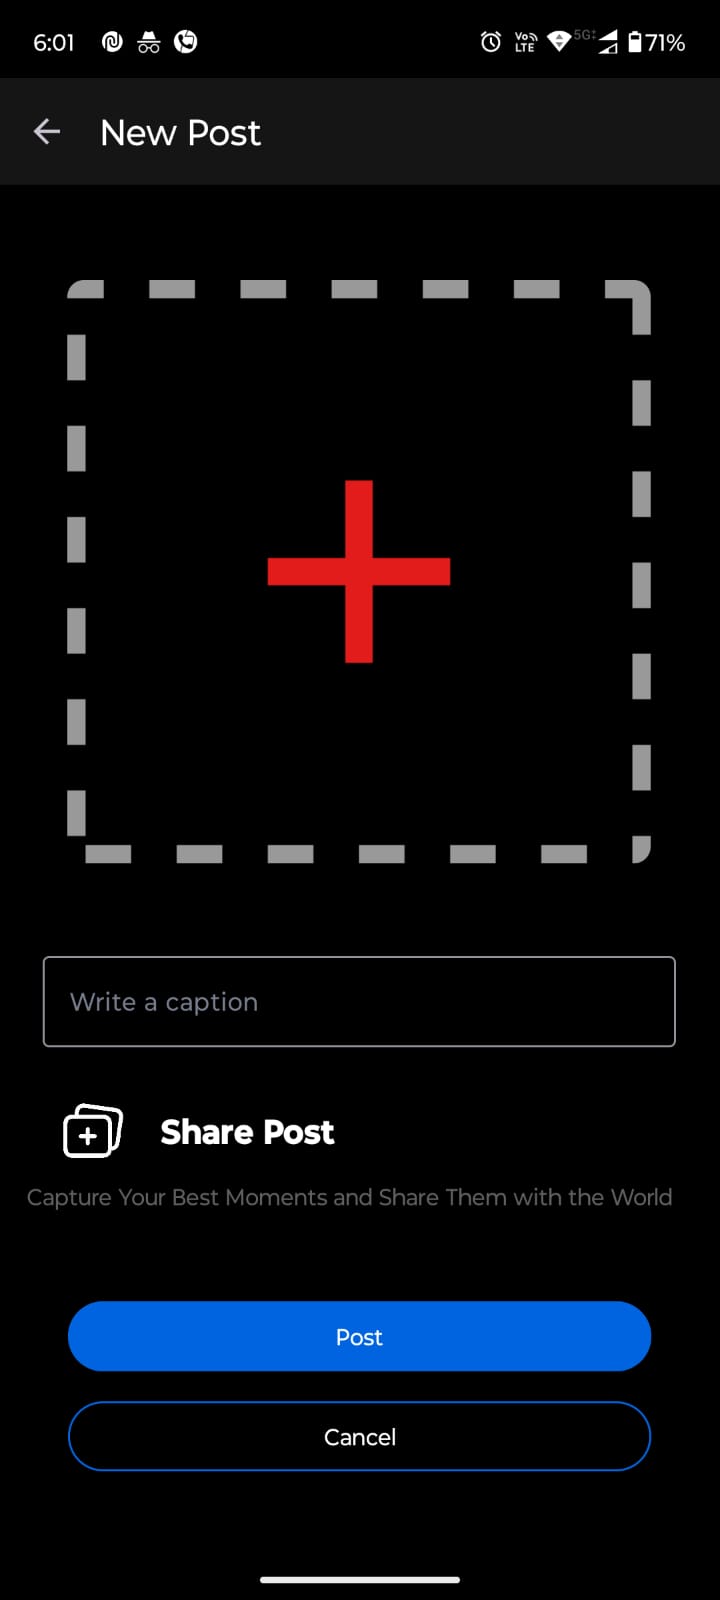 6:01 Vo LTE 5G 71%
New Post
Write a caption
Share Post
Capture Your Best Moments and Share Them with the World
Post
Cancel